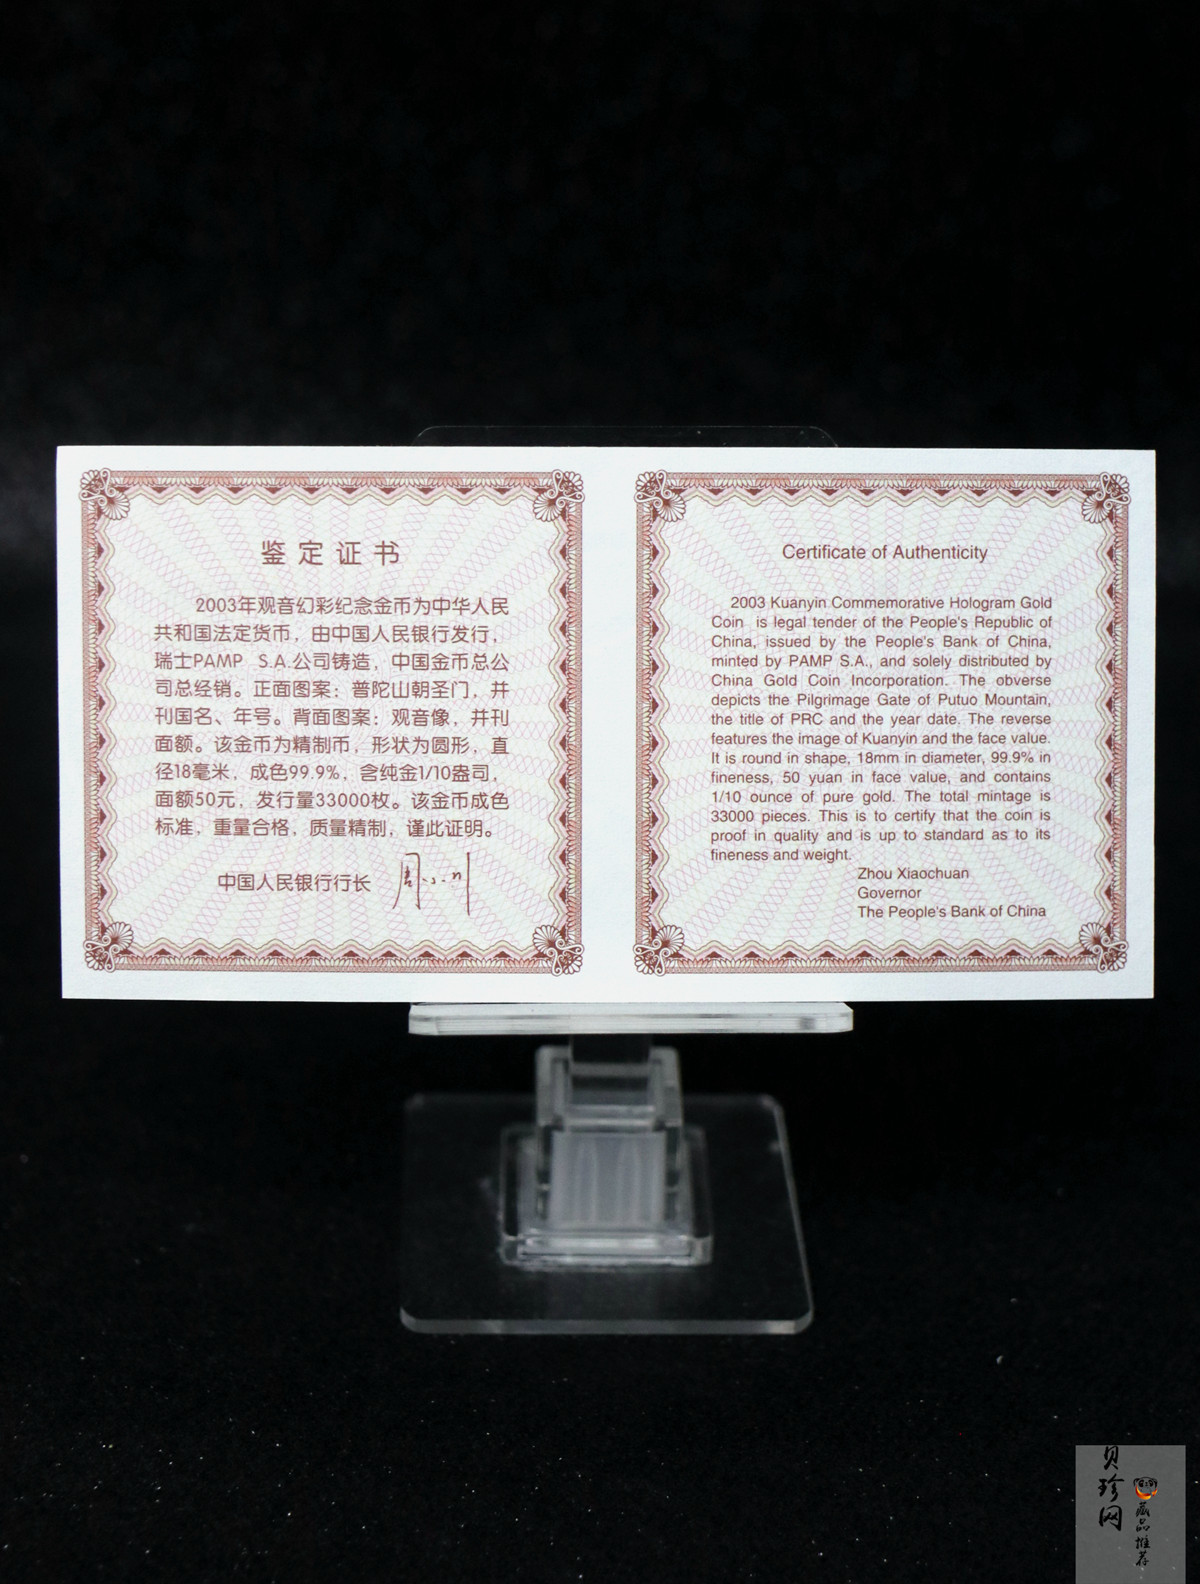 鉴定证书
2003年观音幻彩纪念金币为中华人民
共和国法定货币，由中国人民银行发行，
瑞士PAMP S.A.公司铸造，中国金币总公
司总经销。正面图案：普陀山朝圣门，并
刊国名、年号。背面图案：观音像，并刊
面额。该金币为精制币，形状为圆形，直
径18毫米，成色99.9%，含纯金1/10盎司，
面额50元，发行量33000枚。该金币成色
标准，重量合格，质量精制，谨此证明。
中国人民银行行长 周小川
Certificate of Authenticity
2003 Kuanyin Commemorative Hologram Gold
Coin is legal tender of the People's Republic of
China, issued by the People's Bank of China,
minted by PAMP S.A., and solely distributed by
China Gold Coin Incorporation. The obverse
depicts the Pilgrimage Gate of Putuo Mountain,
the title of PRC and the year date. The reverse
features the image of Kuanyin and the face value.
It is round in shape, 18mm in diameter, 99.9% in
fineness, 50 yuan in face value, and contains
1/10 ounce of pure gold. The total mintage is
33000 pieces. This is to certify that the coin is
proof in quality and is up to standard as to its
fineness and weight.
Zhou Xiaochuan
Governor
The People's Bank of China
贝珍网
藏品推荐